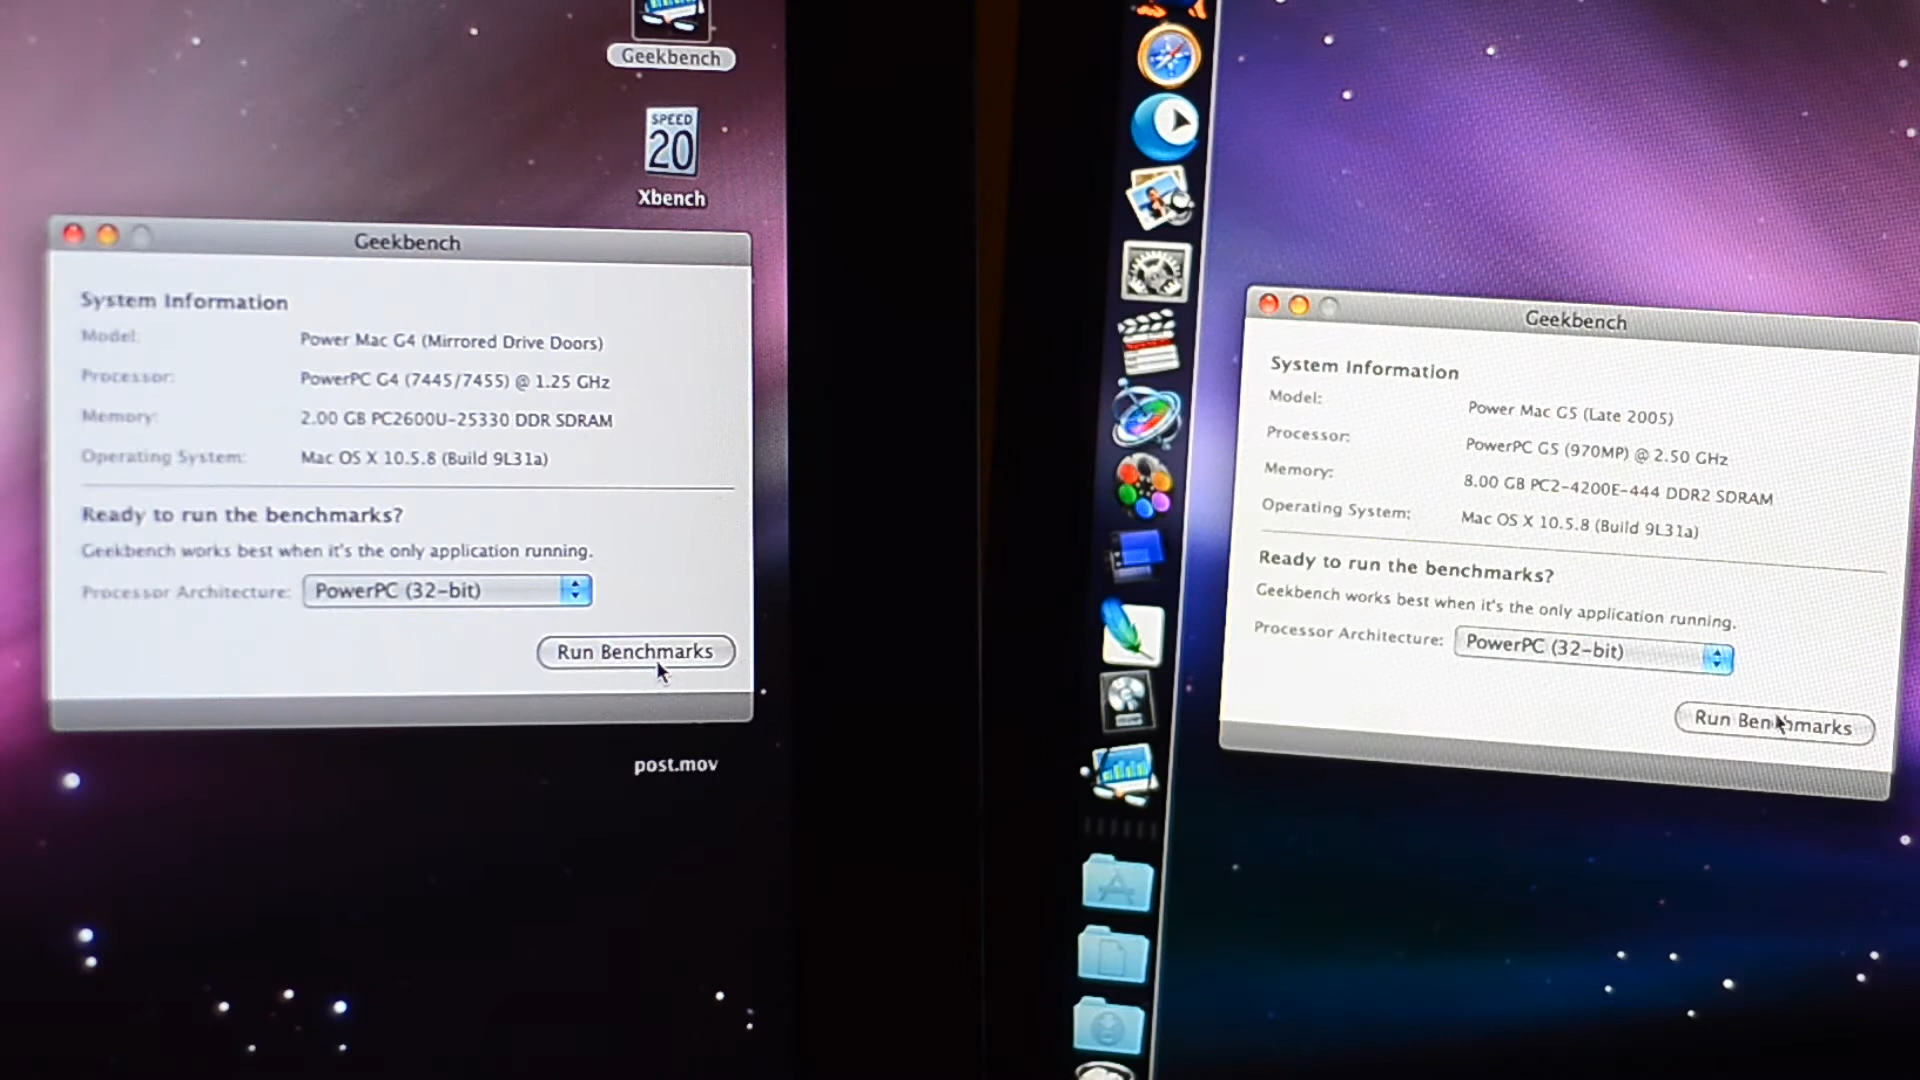 Geekbench
SPEED
20
Xbench
Geekbench
System Information
Model: Power Mac G4 (Mirrored Drive Doors)
Processor: PowerPC G4 (7445/7455) @ 1.25 GHz
Memory: 2.00 GB PC2600U-25330 DDR SDRAM
Operating System: Mac OS X 10.5.8 (Build 9L31a)
Ready to run the benchmarks?
Geekbench works best when it's the only application running.
Processor Architecture: PowerPC (32-bit)
Run Benchmarks
post.mov
Geekbench
System Information
Model: Power Mac G5 (Late 2005)
Processor: PowerPC G5 (970MP) @ 2.50 GHz
Memory: 8.00 GB PC2-4200E-444 DDR2 SDRAM
Operating System: Mac OS X 10.5.8 (Build 9L31a)
Ready to run the benchmarks?
Geekbench works best when it's the only application running.
Processor Architecture: PowerPC (32-bit)
Run Benchmarks